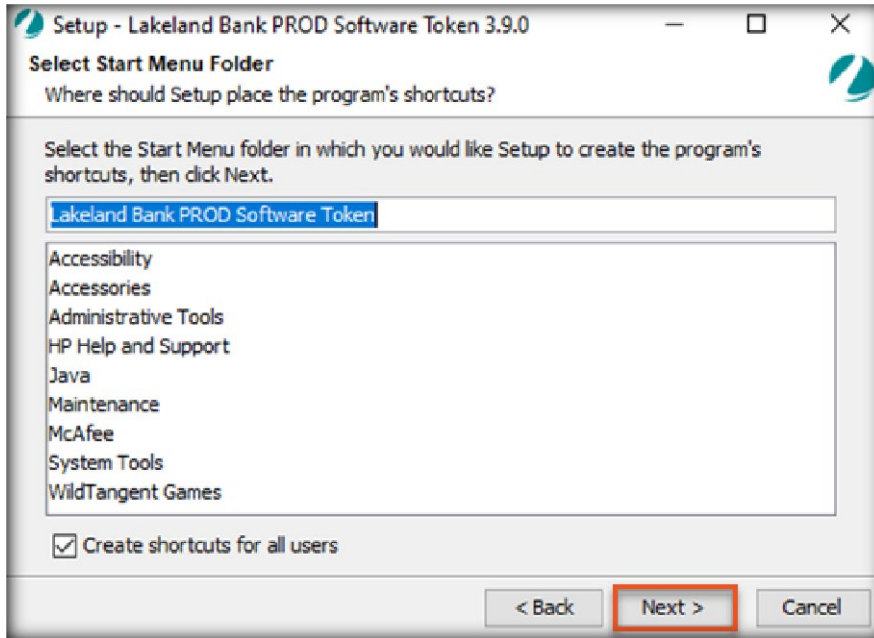 Setup - Lakeland Bank PROD Software Token 3.9.0
Select Start Menu Folder
Where should Setup place the program's shortcuts?
Select the Start Menu folder in which you would like Setup to create the program's
shortcuts, then click Next.
Lakeland Bank PROD Software Token
Accessibility
Accessories
Administrative Tools
HP Help and Support
Java
Maintenance
McAfee
System Tools
WildTangent Games
Create shortcuts for all users
< Back Next > Cancel